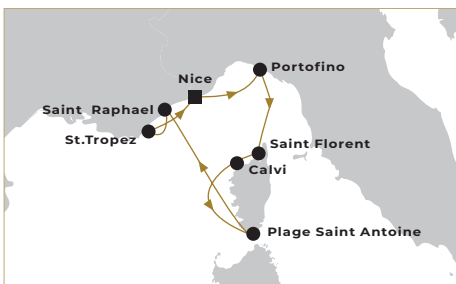 Portofino
Nice
Saint Raphael
St.Tropez
Saint Florent
Calvi
Plage Saint Antoine